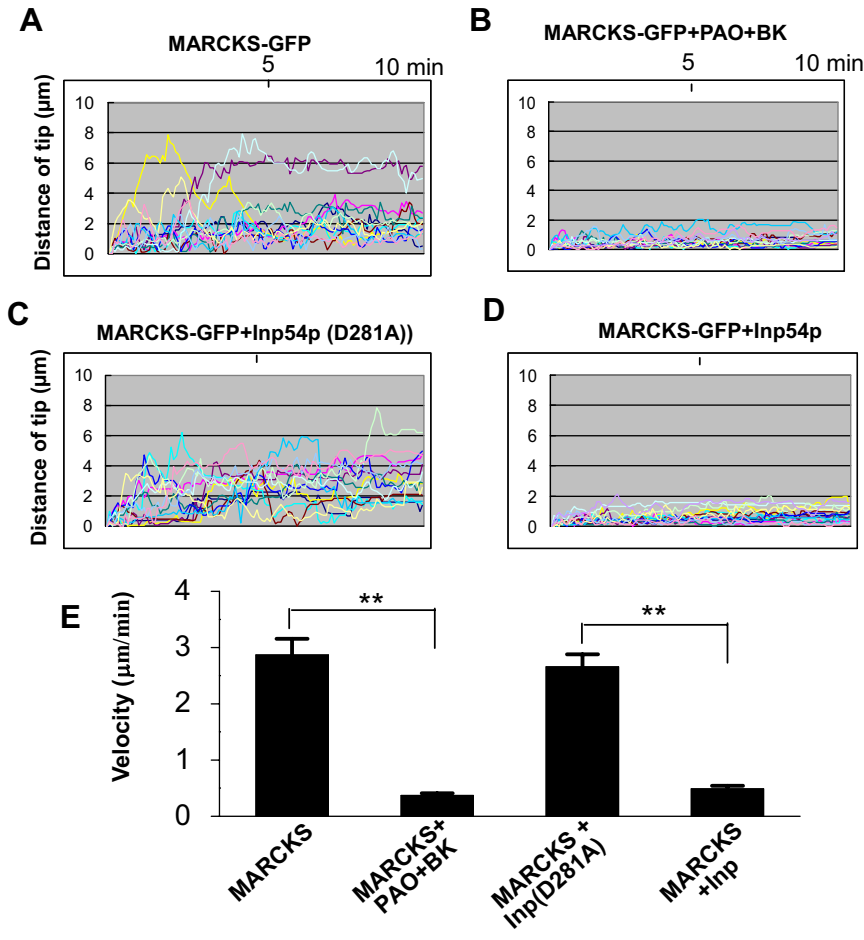 A
MARCKS-GFP
5 10 min
Distance of tip (µm)
10
8
6
4
2
0
B
MARCKS-GFP+PAO+BK
5 10 min
10
8
6
4
2
0
C
MARCKS-GFP+Inp54p (D281A))
Distance of tip (µm)
10
8
6
4
2
0
D
MARCKS-GFP+Inp54p
10
8
6
4
2
0
E
Velocity (µm/min)
4
3
2
1
0
**
**
MARCKS
MARCKS+
PAO+BK
MARCKS +
Inp(D281A)
MARCKS
+Inp